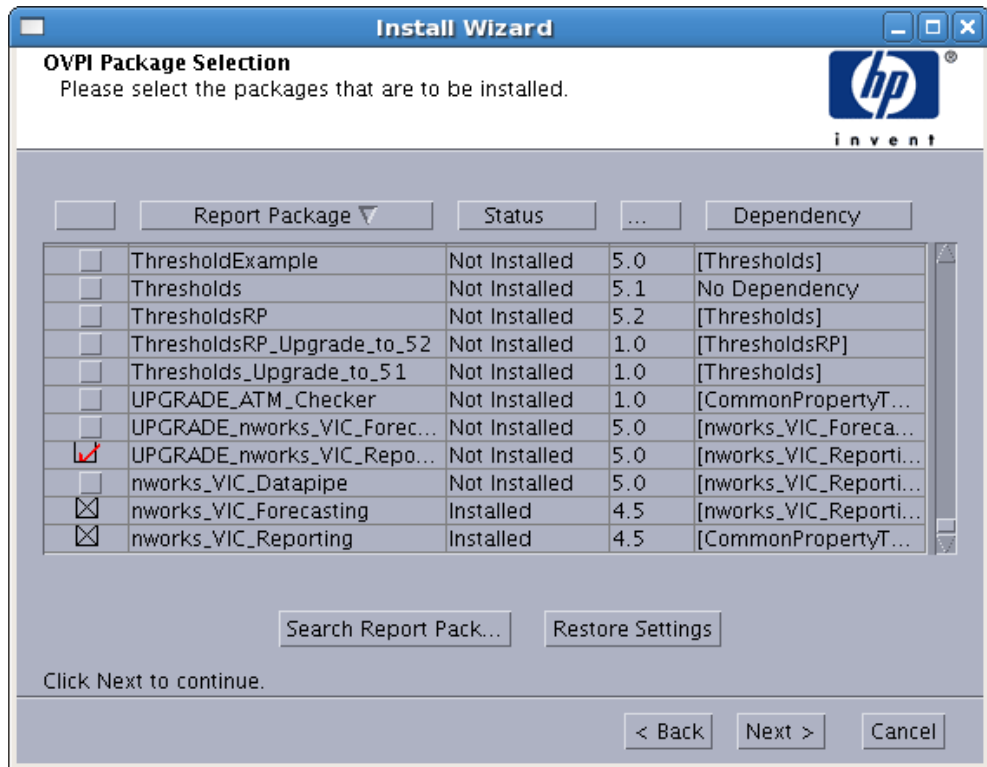 Install Wizard
OVPI Package Selection
Please select the packages that are to be installed.
hp ®
invent
Report Package Status ... Dependency
ThresholdExample Not Installed 5.0 [Thresholds]
Thresholds Not Installed 5.1 No Dependency
ThresholdsRP Not Installed 5.2 [Thresholds]
ThresholdsRP_Upgrade_to_52 Not Installed 1.0 [ThresholdsRP]
Thresholds_Upgrade_to_51 Not Installed 1.0 [Thresholds]
UPGRADE_ATM_Checker Not Installed 1.0 [CommonPropertyT...
UPGRADE_nworks_VIC_Forec... Not Installed 5.0 [nworks_VIC_Foreca...
UPGRADE_nworks_VIC_Repo... Not Installed 5.0 [nworks_VIC_Reporti...
nworks_VIC_Datapipe Not Installed 5.0 [nworks_VIC_Reporti...
nworks_VIC_Forecasting Installed 4.5 [nworks_VIC_Reporti...
nworks_VIC_Reporting Installed 4.5 [CommonPropertyT...
Search Report Pack... Restore Settings
Click Next to continue.
< Back Next > Cancel